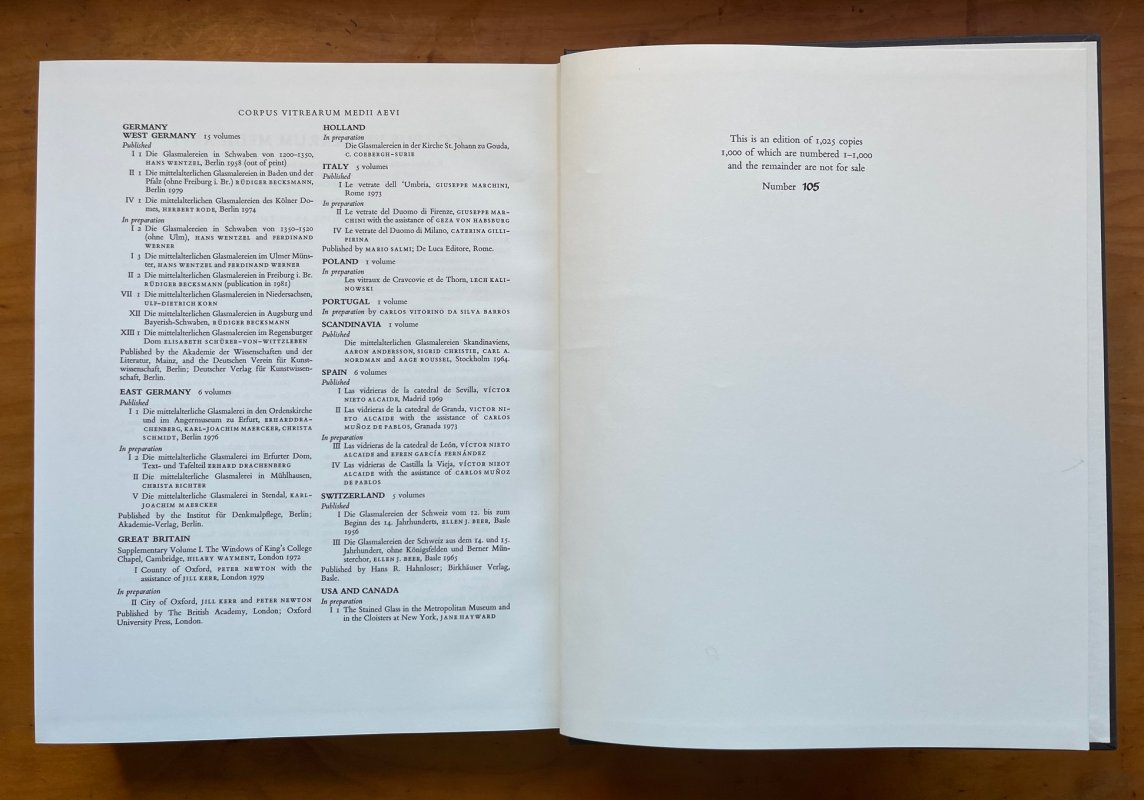 CORPUS VITREARUM MEDII AEVI
GERMANY
WEST GERMANY 15 volumes
Published
I 1 Die Glasmalereien in Schwaben von 1200–1350,
HANS WENTZEL, Berlin 1958 (out of print)
II 1 Die mittelalterlichen Glasmalereien in Baden und der
Pfalz (ohne Freiburg i. Br.) RÜDIGER BECKSMANN,
Berlin 1979
IV 1 Die mittelalterlichen Glasmalereien des Kölner Do-
mes, HERBERT RODE, Berlin 1974
In preparation
I 2 Die Glasmalereien in Schwaben von 1350–1520
(ohne Ulm), HANS WENTZEL and FERDINAND
WERNER
I 3 Die mittelalterlichen Glasmalereien im Ulmer Müns-
ter, HANS WENTZEL and FERDINAND WERNER
II 2 Die mittelalterlichen Glasmalereien in Freiburg i. Br.
RÜDIGER BECKSMANN (publication in 1981)
VII 1 Die mittelalterlichen Glasmalereien in Niedersachsen,
ULF-DIETRICH KORN
XII Die mittelalterlichen Glasmalereien in Augsburg und
Bayerish-Schwaben, RÜDIGER BECKSMANN
XIII 1 Die mittelalterlichen Glasmalereien im Regensburger
Dom ELISABETH SCHÜRER-VON-WITZLEBEN
Published by the Akademie der Wissenschaften und der
Literatur, Mainz, and the Deutschen Verein für Kunst-
wissenschaft, Berlin; Deutscher Verlag für Kunstwissen-
schaft, Berlin.
EAST GERMANY 6 volumes
Published
I 1 Die mittelalterliche Glasmalerei in den Ordenskirche
und im Angermuseum zu Erfurt, ERHARDDRA-
CHENBERG, KARL-JOACHIM MAERCKER, CHRISTA
SCHMIDT, Berlin 1976
In preparation
I 2 Die mittelalterliche Glasmalerei im Erfurter Dom,
Text- und Tafelteil ERHARD DRACHENBERG
II Die mittelalterliche Glasmalerei in Mühlhausen,
CHRISTA RICHTER
V Die mittelalterliche Glasmalerei in Stendal, KARL-
JOACHIM MAERCKER
Published by the Institut für Denkmalpflege, Berlin;
Akademie-Verlag, Berlin.
GREAT BRITAIN
Supplementary Volume I. The Windows of King's College
Chapel, Cambridge, HILARY WAYMENT, London 1972
I County of Oxford, PETER NEWTON with the
assistance of JILL KERR, London 1979
In preparation
II City of Oxford, JILL KERR and PETER NEWTON
Published by The British Academy, London; Oxford
University Press, London.
HOLLAND
In preparation
Die Glasmalereien in der Kirche St. Johann zu Gouda,
C. COEBERGH-SURIE
ITALY 5 volumes
Published
I Le vetrate dell 'Umbria, GIUSEPPE MARCHINI,
Rome 1973
In preparation
II Le vetrate del Duomo di Firenze, GIUSEPPE MAR-
CHINI with the assistance of GEZA VON HABSBURG
IV Le vetrate del Duomo di Milano, CATERINA GILLI-
PIRINA
Published by MARIO SALMI; De Luca Editore, Rome.
POLAND 1 volume
In preparation
Les vitraux de Cravcovie et de Thorn, LECH KALI-
NOWSKI
PORTUGAL 1 volume
In preparation by CARLOS VITORINO DA SILVA BARROS
SCANDINAVIA 1 volume
Published
Die mittelalterlichen Glasmalereien Skandinaviens,
AARON ANDERSSON, SIGRID CHRISTIE, CARL A.
NORDMAN and AAGE ROUSSEL, Stockholm 1964.
SPAIN 6 volumes
Published
I Las vidrieras de la catedral de Sevilla, VÍCTOR
NIETO ALCAIDE, Madrid 1969
II Las vidrieras de la catedral de Granda, VICTOR NI-
ETO ALCAIDE with the assistance of CARLOS
MUÑOZ DE PABLOS, Granada 1973
In preparation
III Las vidrieras de la catedral de León, VÍCTOR NIETO
ALCAIDE and EFREN GARCÍA FERNÁNDEZ
IV Las vidrieras de Castilla la Vieja, VÍCTOR NIEOT
ALCAIDE with the assistance of CARLOS MUÑOZ
DE PABLOS
SWITZERLAND 5 volumes
Published
I Die Glasmalereien der Schweiz vom 12. bis zum
Beginn des 14. Jahrhunderts, ELLEN J. BEER, Basle
1956
III Die Glasmalereien der Schweiz aus dem 14. und 15.
Jahrhundert, ohne Königsfelden und Berner Mün-
sterchor, ELLEN J. BEER, Basle 1965
Published by Hans R. Hahnloser; Birkhäuser Verlag,
Basle.
USA AND CANADA
In preparation
I 1 The Stained Glass in the Metropolitan Museum and
in the Cloisters at New York, JANE HAYWARD
This is an edition of 1,025 copies
1,000 of which are numbered 1–1,000
and the remainder are not for sale
Number 105